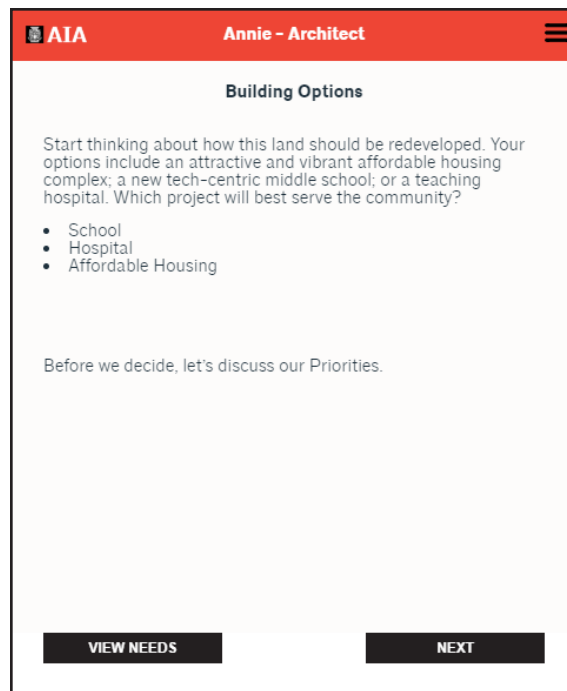 AIA
Annie - Architect
Building Options
Start thinking about how this land should be redeveloped. Your
options include an attractive and vibrant affordable housing
complex; a new tech-centric middle school; or a teaching
hospital. Which project will best serve the community?
• School
• Hospital
• Affordable Housing
Before we decide, let's discuss our Priorities.
VIEW NEEDS
NEXT